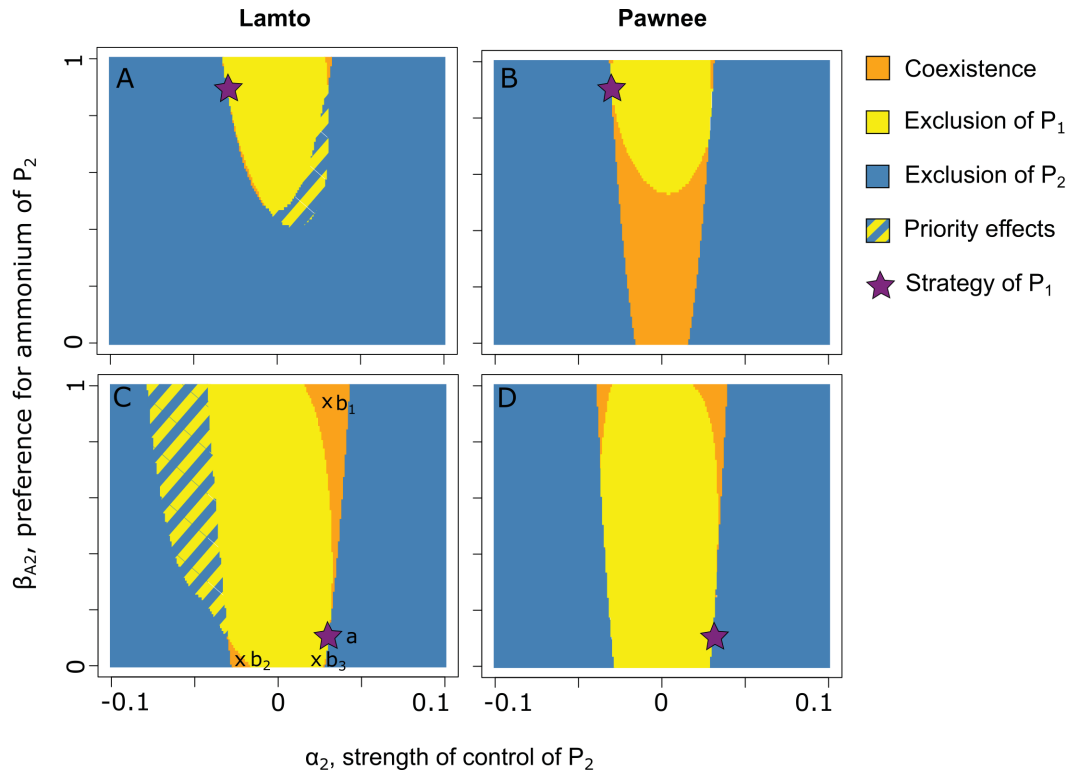 Lamto
Pawnee
A
B
1
0
Coexistence
Exclusion of P₁
Exclusion of P₂
Priority effects
Strategy of P₁
β_A2, preference for ammonium of P₂
C
D
1
0
x b₁
a
x b₂
x b₃
-0.1
0
0.1
-0.1
0
0.1
α₂, strength of control of P₂